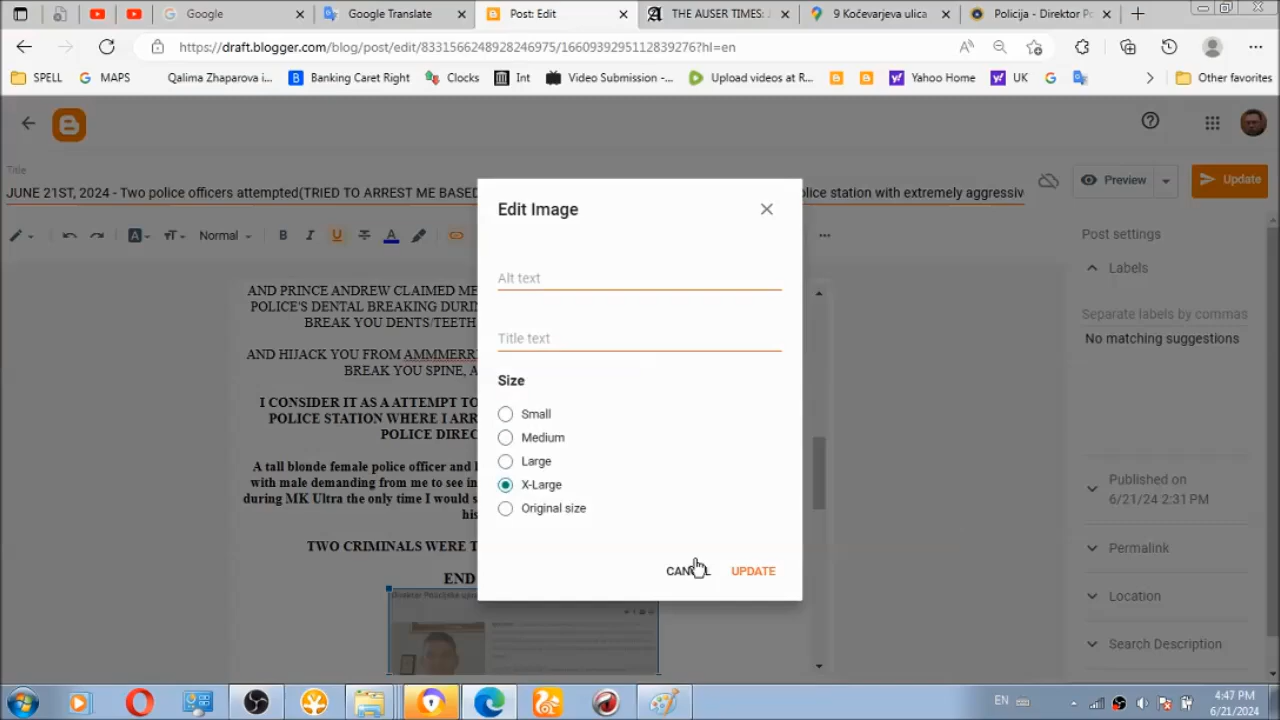 Google
Google Translate
Post: Edit
THE AUSER TIMES: J
9 Kočevarjeva ulica
Policija - Direktor Po
https://draft.blogger.com/blog/post/edit/8331566248928246975/1660939295112839276?hl=en
SPELL
MAPS
Qalima Zhaparova i...
Banking Caret Right
Clocks
Int
Video Submission -...
Upload videos at R...
Yahoo Home
UK
Other favorites
Title
JUNE 21ST, 2024 - Two police officers attempted(TRIED TO ARREST ME BASED
lice station with extremely aggressiv
Preview
Update
Normal
Edit Image
Alt text
Title text
Size
Small
Medium
Large
X-Large
Original size
CANCEL
UPDATE
AND PRINCE ANDREW CLAIMED ME
POLICE'S DENTAL BREAKING DURIN
BREAK YOU DENTS/TEETH
AND HIJACK YOU FROM AMMMERRI
BREAK YOU SPINE, A
I CONSIDER IT AS A ATTEMPT TO
POLICE STATION WHERE I ARR
POLICE DIREC
A tall blonde female police officer and
with male demanding from me to see in
during MK Ultra the only time I would s
his
TWO CRIMINALS WERE T
END
Post settings
Labels
Separate labels by commas
No matching suggestions
Published on
6/21/24 2:31 PM
Permalink
Location
Search Description
EN
4:47 PM
6/21/2024